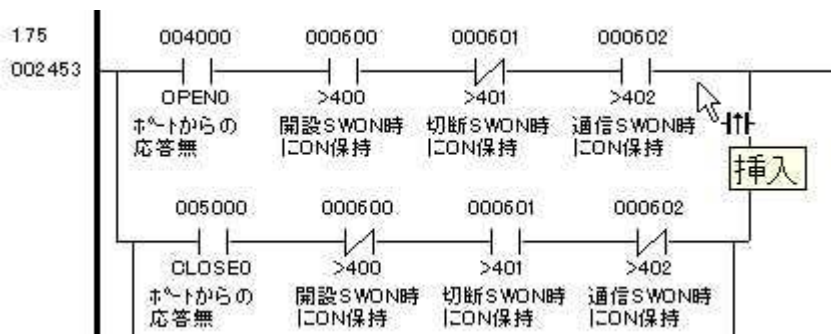 175 004000 000600 000601 000602
002453
OPEN0 >400 >401 >402
ﾎﾟｰﾄからの 開設SWON時 切断SWON時 通信SWON時
応答無 にON保持 にON保持 にON保持
挿入
005000 000600 000601 000602
CLOSE0 >400 >401 >402
ﾎﾟｰﾄからの 開設SWON時 切断SWON時 通信SWON時
応答無 にON保持 にON保持 にON保持